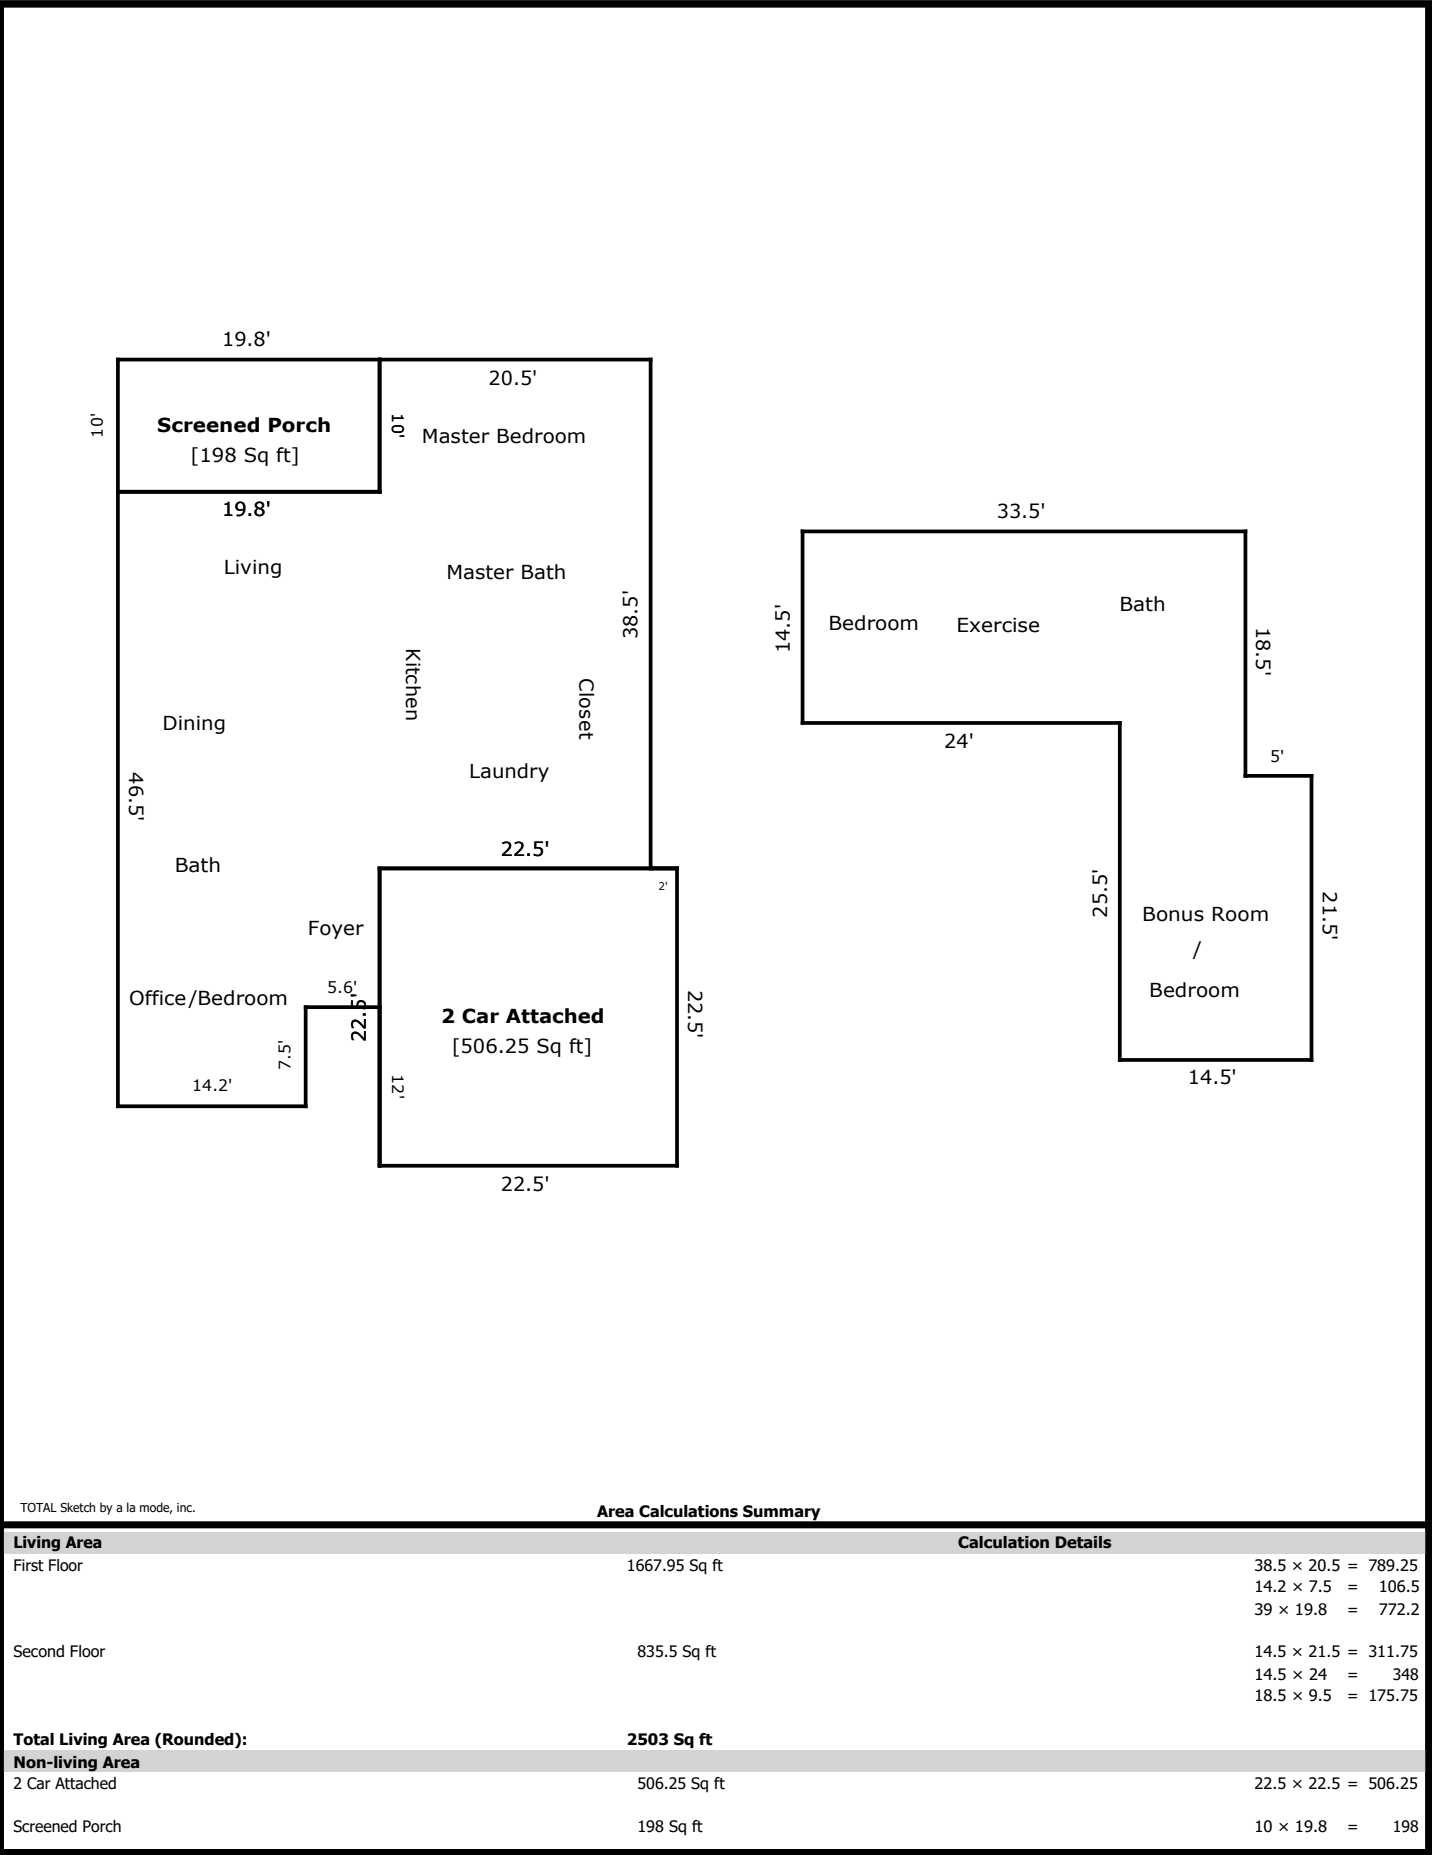 19.8'
20.5'
10'
Screened Porch
[198 Sq ft]
10'
Master Bedroom
19.8'
Living
Master Bath
38.5'
Kitchen
Closet
Dining
Laundry
46.5'
22.5'
2'
Bath
Foyer
Office/Bedroom
5.6'
22.5'
2 Car Attached
[506.25 Sq ft]
22.5'
7.5'
12'
14.2'
22.5'
33.5'
14.5'
Bedroom
Exercise
Bath
18.5'
24'
5'
25.5'
Bonus Room
/
Bedroom
21.5'
14.5'
TOTAL Sketch by a la mode, inc.
Area Calculations Summary
Living Area Calculation Details
First Floor 1667.95 Sq ft 38.5 × 20.5 = 789.25
14.2 × 7.5 = 106.5
39 × 19.8 = 772.2
Second Floor 835.5 Sq ft 14.5 × 21.5 = 311.75
14.5 × 24 = 348
18.5 × 9.5 = 175.75
Total Living Area (Rounded): 2503 Sq ft
Non-living Area
2 Car Attached 506.25 Sq ft 22.5 × 22.5 = 506.25
Screened Porch 198 Sq ft 10 × 19.8 = 198